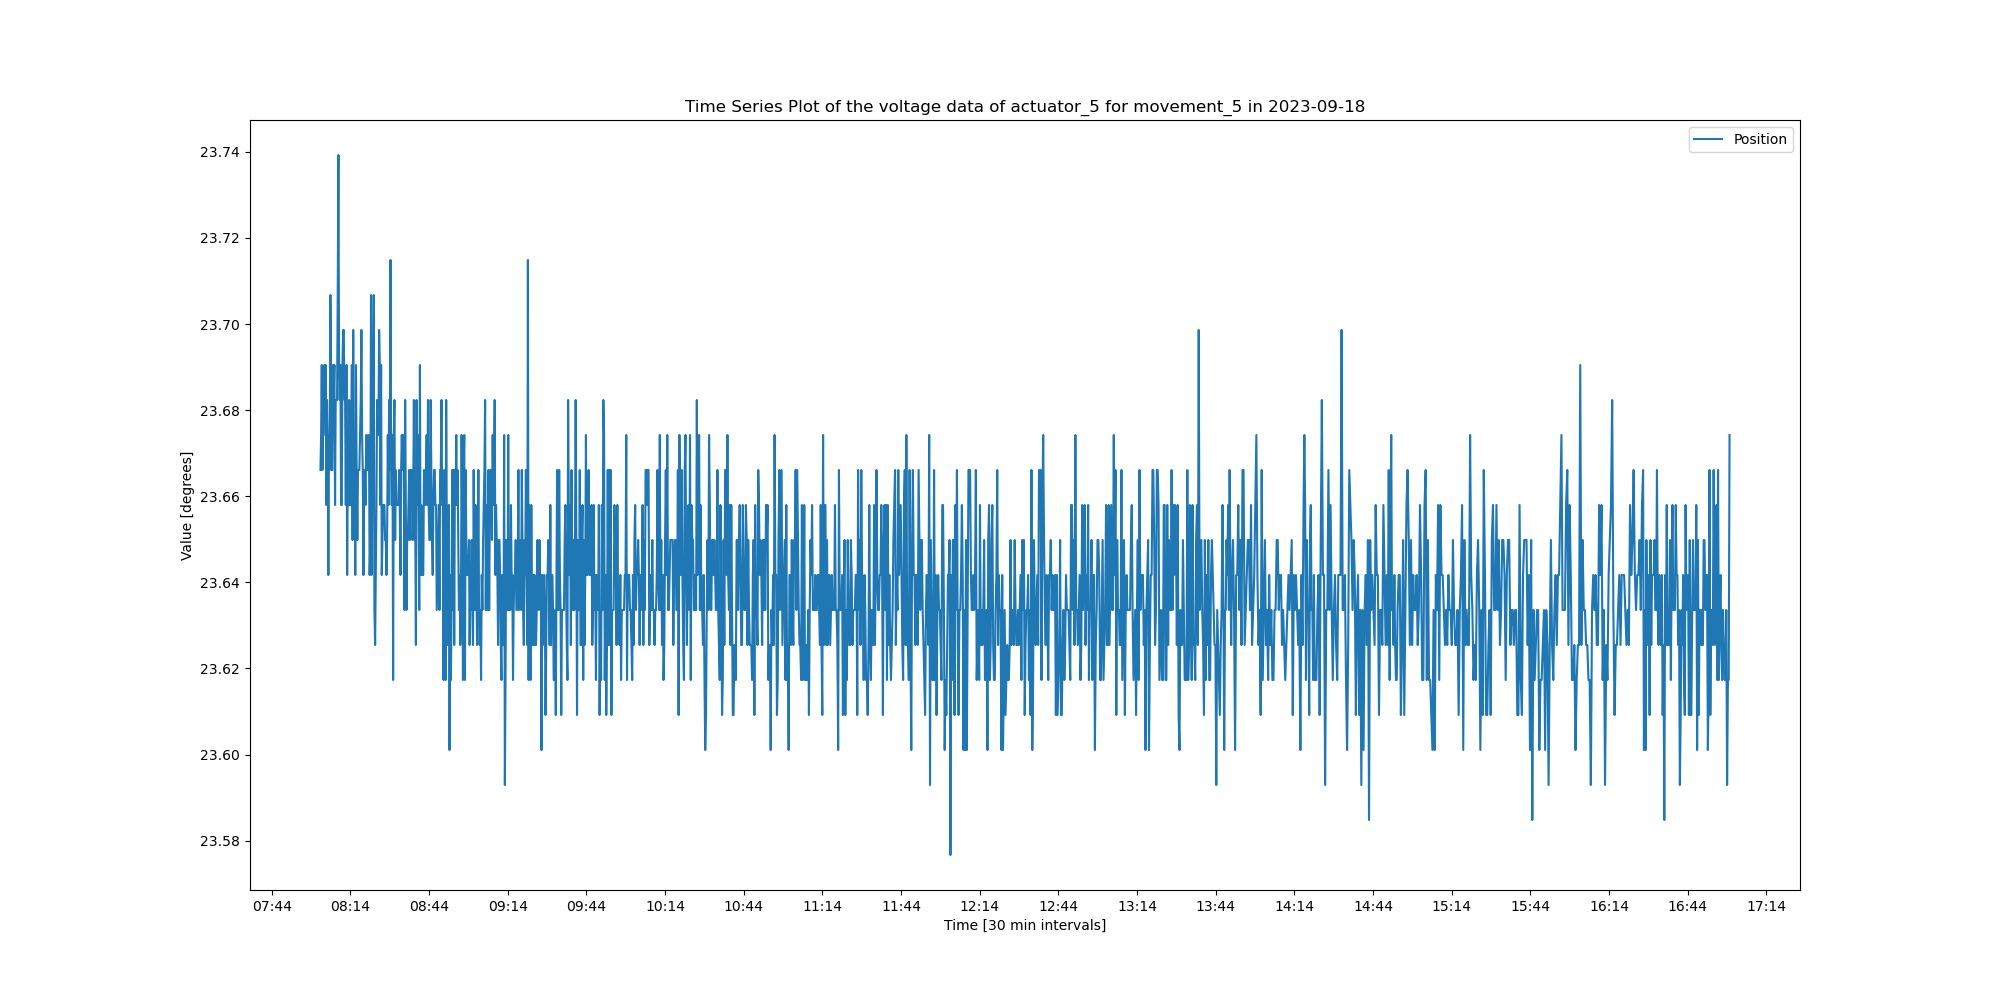 Time Series Plot of the voltage data of actuator_5 for movement_5 in 2023-09-18
Position
Value [degrees]
23.74
23.72
23.70
23.68
23.66
23.64
23.62
23.60
23.58
07:44 08:14 08:44 09:14 09:44 10:14 10:44 11:14 11:44 12:14 12:44 13:14 13:44 14:14 14:44 15:14 15:44 16:14 16:44 17:14
Time [30 min intervals]